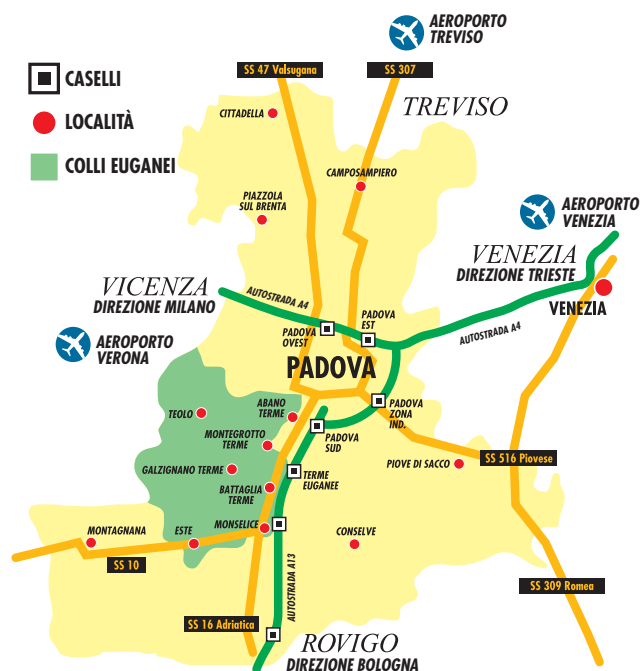 AEROPORTO
TREVISO
SS 47 Valsugana
SS 307
CASELLI
LOCALITÀ
COLLI EUGANEI
TREVISO
CITTADELLA
CAMPOSAMPIERO
PIAZZOLA
SUL BRENTA
AEROPORTO
VENEZIA
VENEZIA
DIREZIONE TRIESTE
VICENZA
DIREZIONE MILANO
AUTOSTRADA A4
VENEZIA
AEROPORTO
VERONA
PADOVA
OVEST
PADOVA
EST
AUTOSTRADA A4
PADOVA
TEOLO
ABANO
TERME
PADOVA
ZONA
IND.
MONTEGROTTO
TERME
PADOVA
SUD
SS 516 Piovese
GALZIGNANO TERME
TERME
EUGANEE
PIOVE DI SACCO
BATTAGLIA
TERME
MONTAGNANA
ESTE
MONSELICE
CONSELVE
SS 10
AUTOSTRADA A13
SS 309 Romea
SS 16 Adriatica
ROVIGO
DIREZIONE BOLOGNA